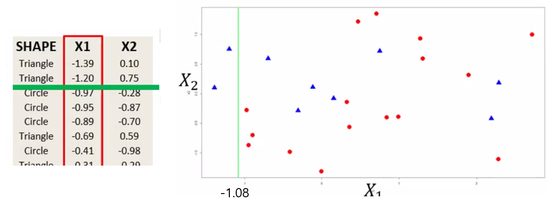 SHAPE X1 X2
Triangle -1.39 0.10
Triangle -1.20 0.75
Circle -0.97 -0.28
Circle -0.95 -0.87
Circle -0.89 -0.70
Triangle -0.69 0.59
Circle -0.41 -0.98
X2
-1.08
X1